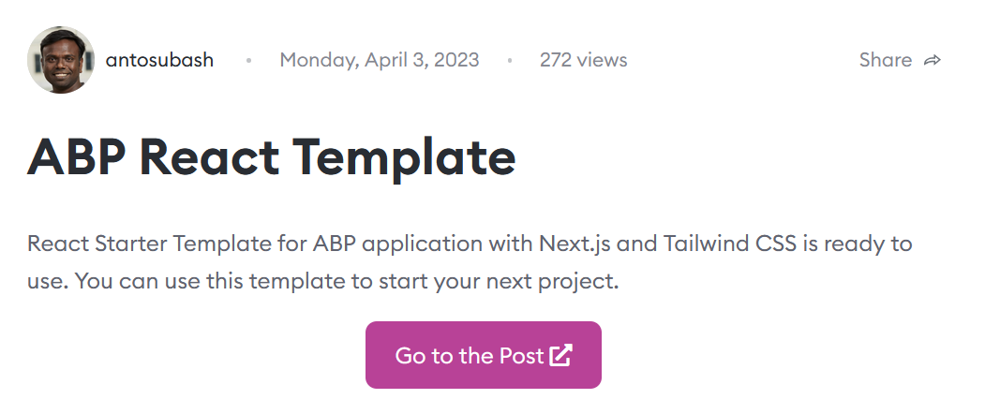 antosubash • Monday, April 3, 2023 • 272 views Share
ABP React Template
React Starter Template for ABP application with Next.js and Tailwind CSS is ready to
use. You can use this template to start your next project.
Go to the Post